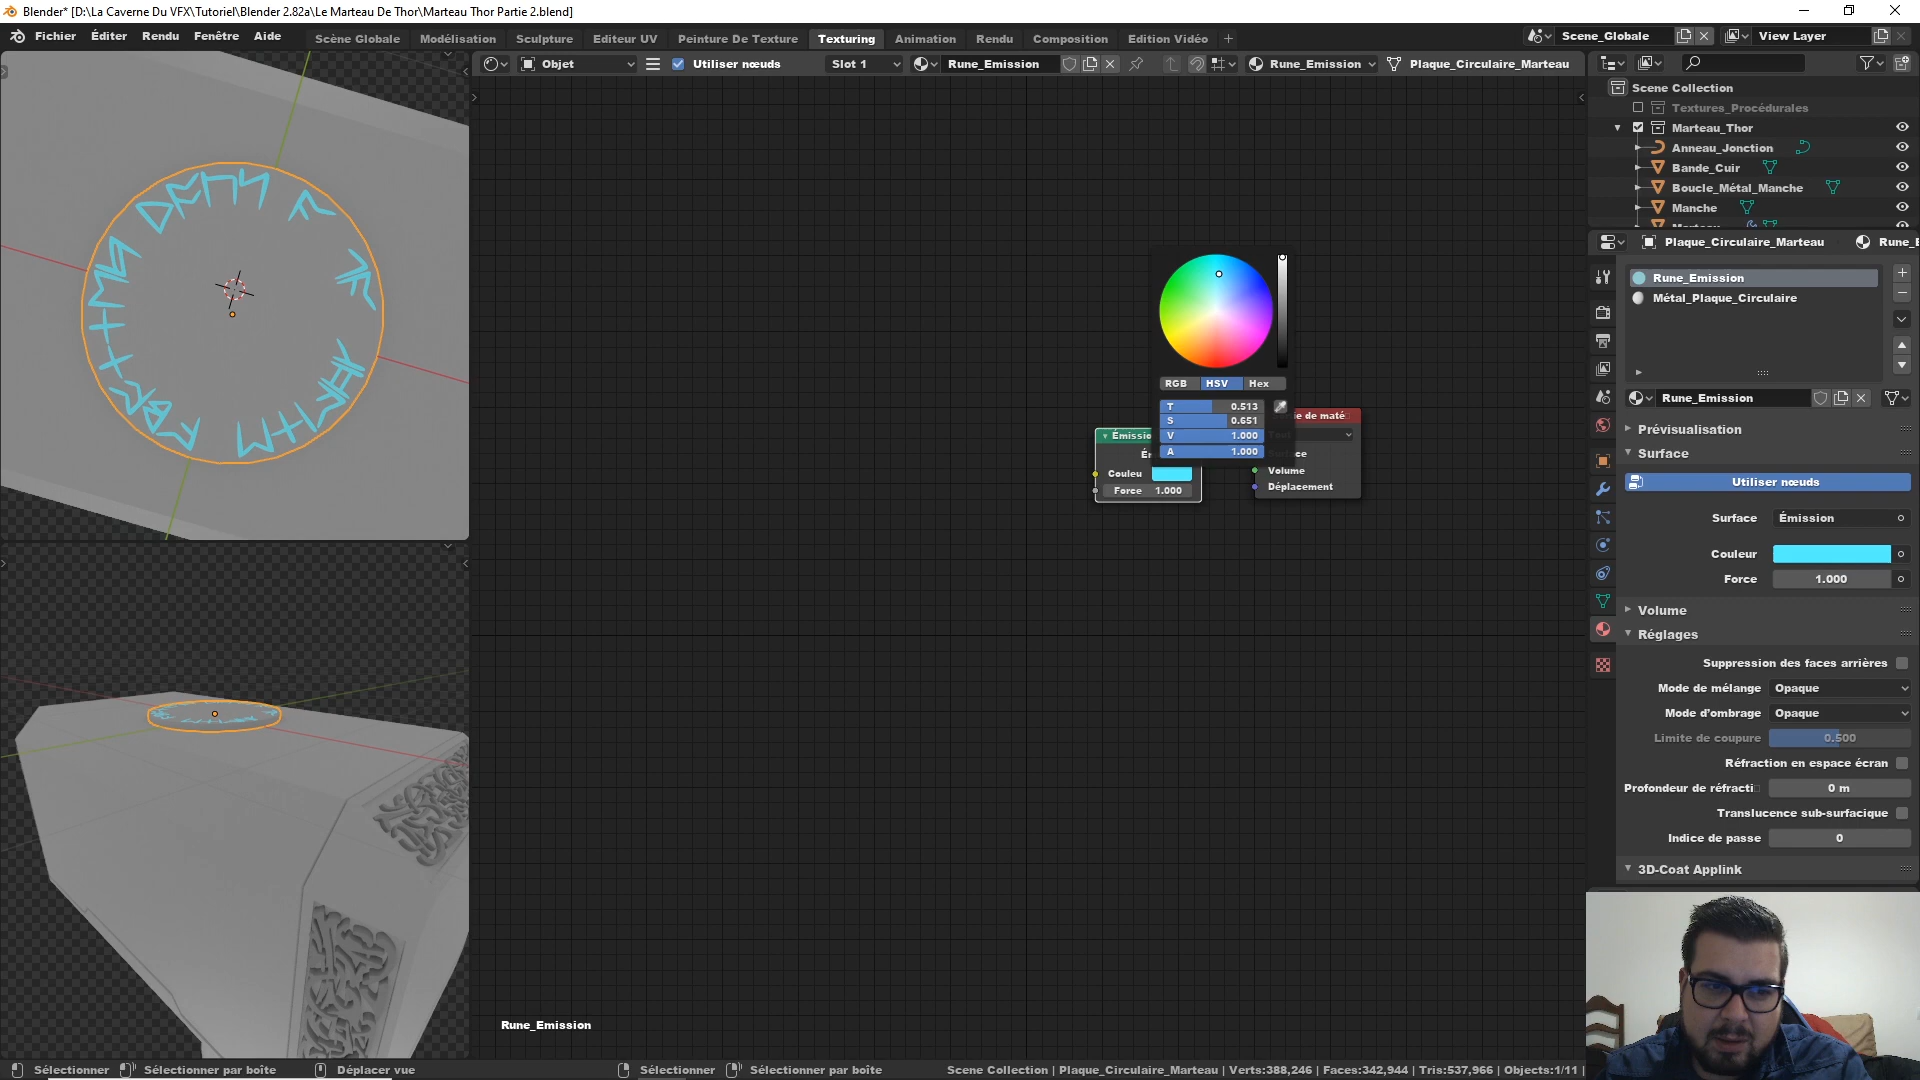 Blender* [D:\La Caverne Du VFX\Tutoriel\Blender 2.82a\Le Marteau De Thor\Marteau Thor Partie 2.blend]
Fichier Éditer Rendu Fenêtre Aide
Scène Globale Modélisation Sculpture Editeur UV Peinture De Texture Texturing Animation Rendu Composition Edition Vidéo +
Scene_Globale View Layer
Objet Utiliser nœuds Slot 1 Rune_Emission Rune_Emission Plaque_Circulaire_Marteau
Scene Collection
Textures_Procédurales
Marteau_Thor
Anneau_Jonction
Bande_Cuir
Boucle_Métal_Manche
Manche
Plaque_Circulaire_Marteau Rune_E
Rune_Emission
Métal_Plaque_Circulaire
Rune_Emission
Prévisualisation
Surface
Utiliser nœuds
Surface Émission
Couleur
Force 1.000
Volume
Réglages
Suppression des faces arrières
Mode de mélange Opaque
Mode d'ombrage Opaque
Limite de coupure 0.500
Réfraction en espace écran
Profondeur de réfracti 0 m
Translucence sub-surfacique
Indice de passe 0
3D-Coat Applink
RGB HSV Hex
T 0.513
S 0.651
V 1.000
A 1.000
Émissio
Couleu
Force 1.000
ie de maté
Volume
Déplacement
Rune_Emission
Sélectionner Sélectionner par boîte Déplacer vue Sélectionner Sélectionner par boîte
Scene Collection | Plaque_Circulaire_Marteau | Verts:388,246 | Faces:342,944 | Tris:537,966 | Objects:1/11 |